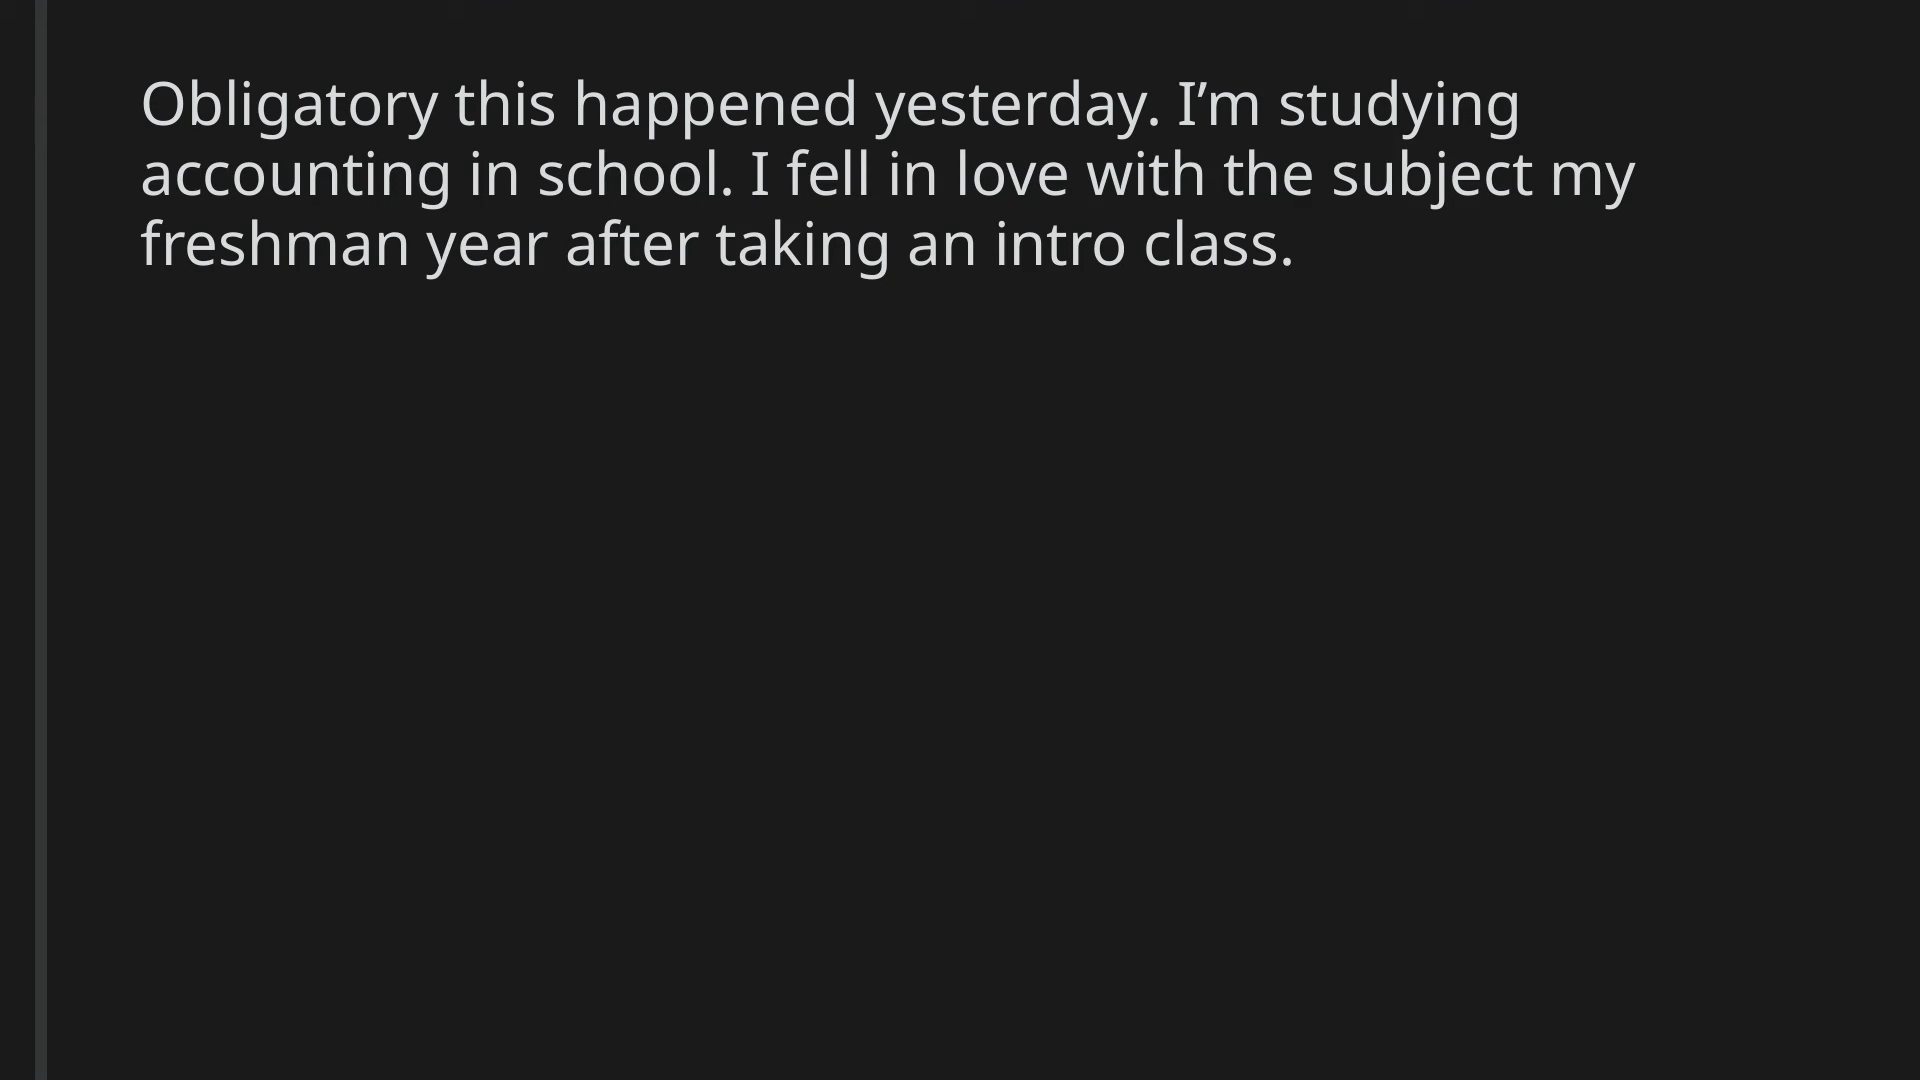 Obligatory this happened yesterday. I’m studying
accounting in school. I fell in love with the subject my
freshman year after taking an intro class.